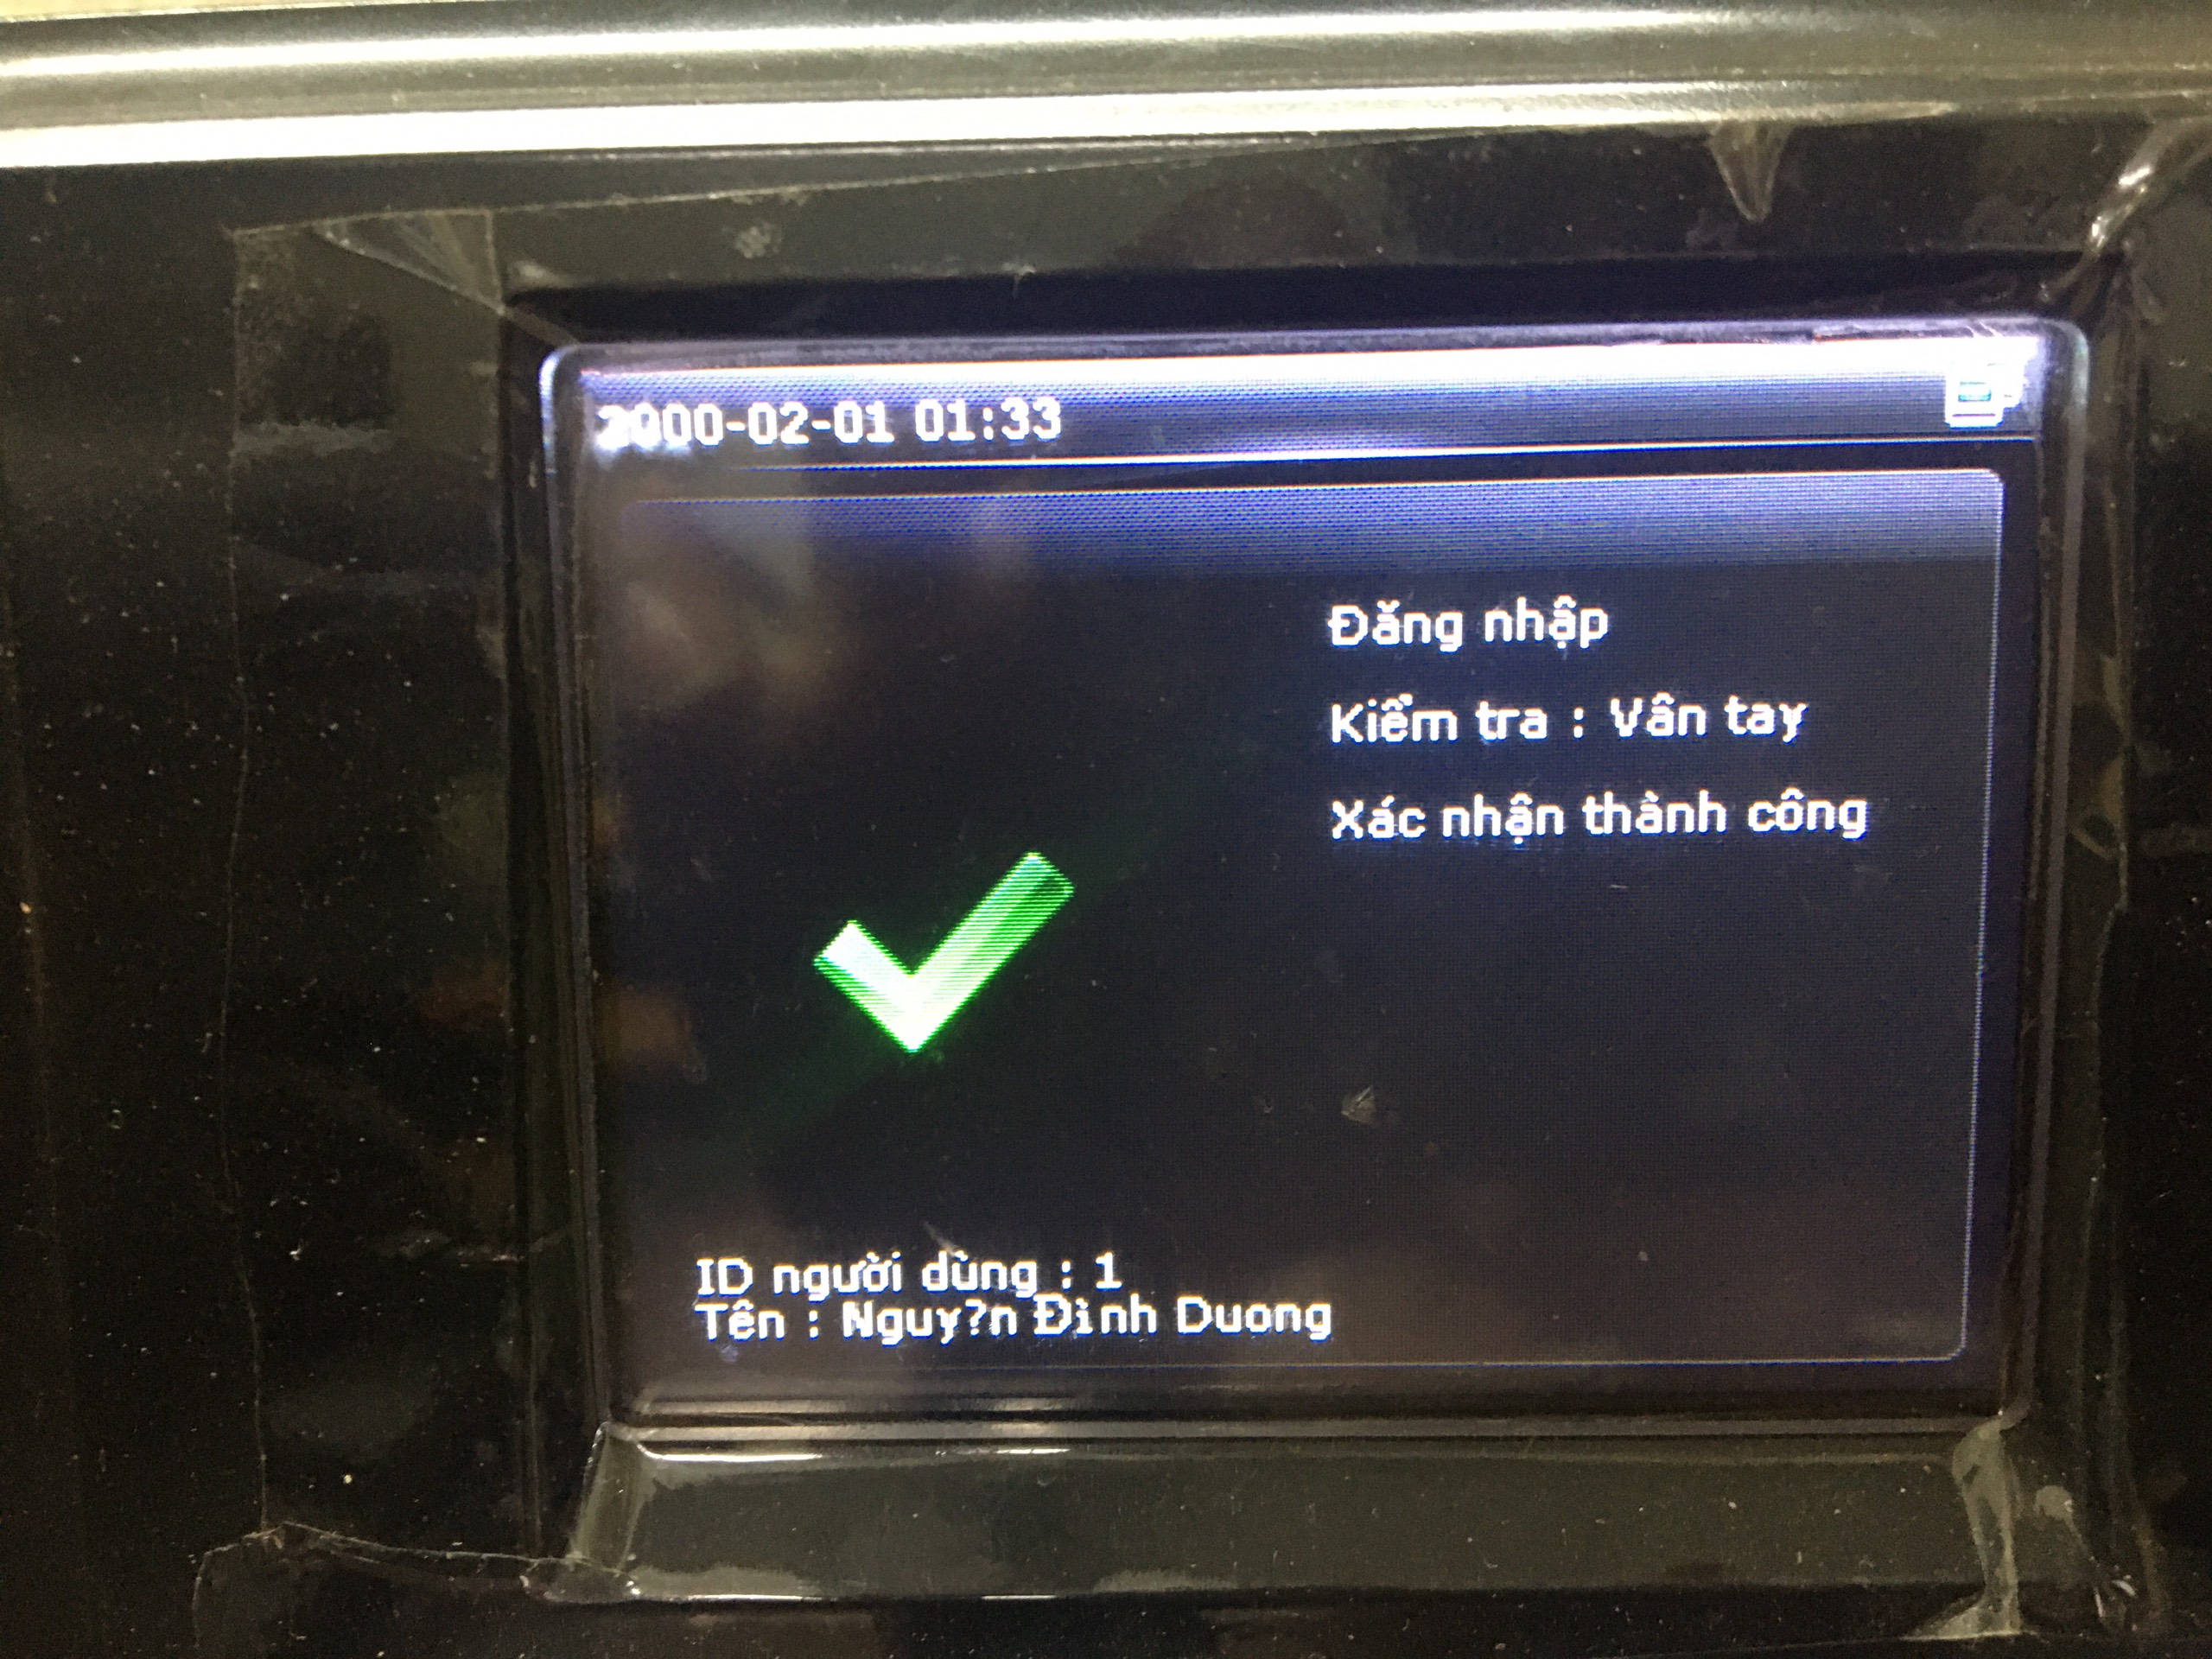 2000-02-01 01:33
Đăng nhập
Kiểm tra : Vân tay
Xác nhận thành công
ID người dùng : 1
Tên : Nguy?n Đình Duong